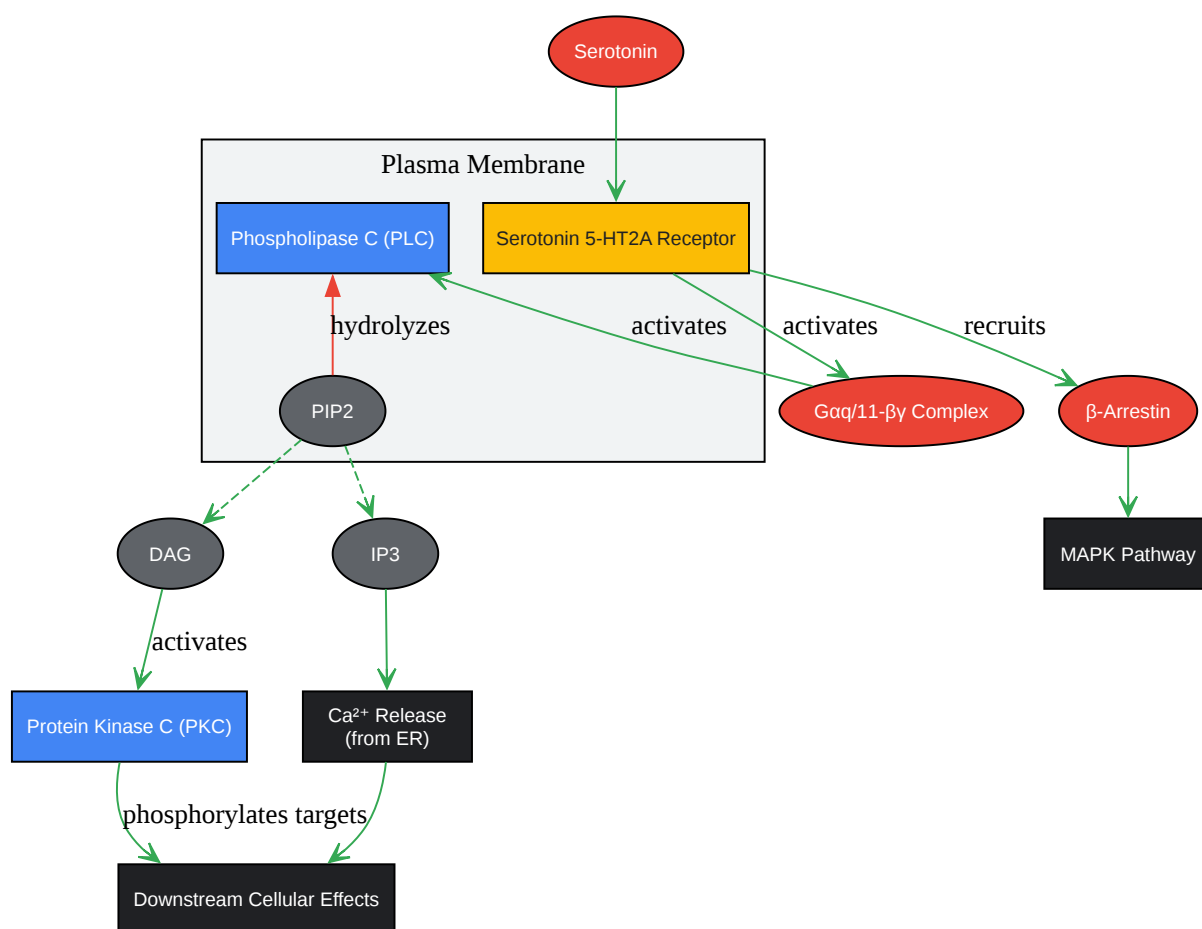 Serotonin
Plasma Membrane
Phospholipase C (PLC)
Serotonin 5-HT2A Receptor
hydrolyzes
activates
activates
recruits
PIP2
Gαq/11-βγ Complex
β-Arrestin
DAG
IP3
MAPK Pathway
activates
Protein Kinase C (PKC)
Ca²⁺ Release
(from ER)
phosphorylates targets
Downstream Cellular Effects